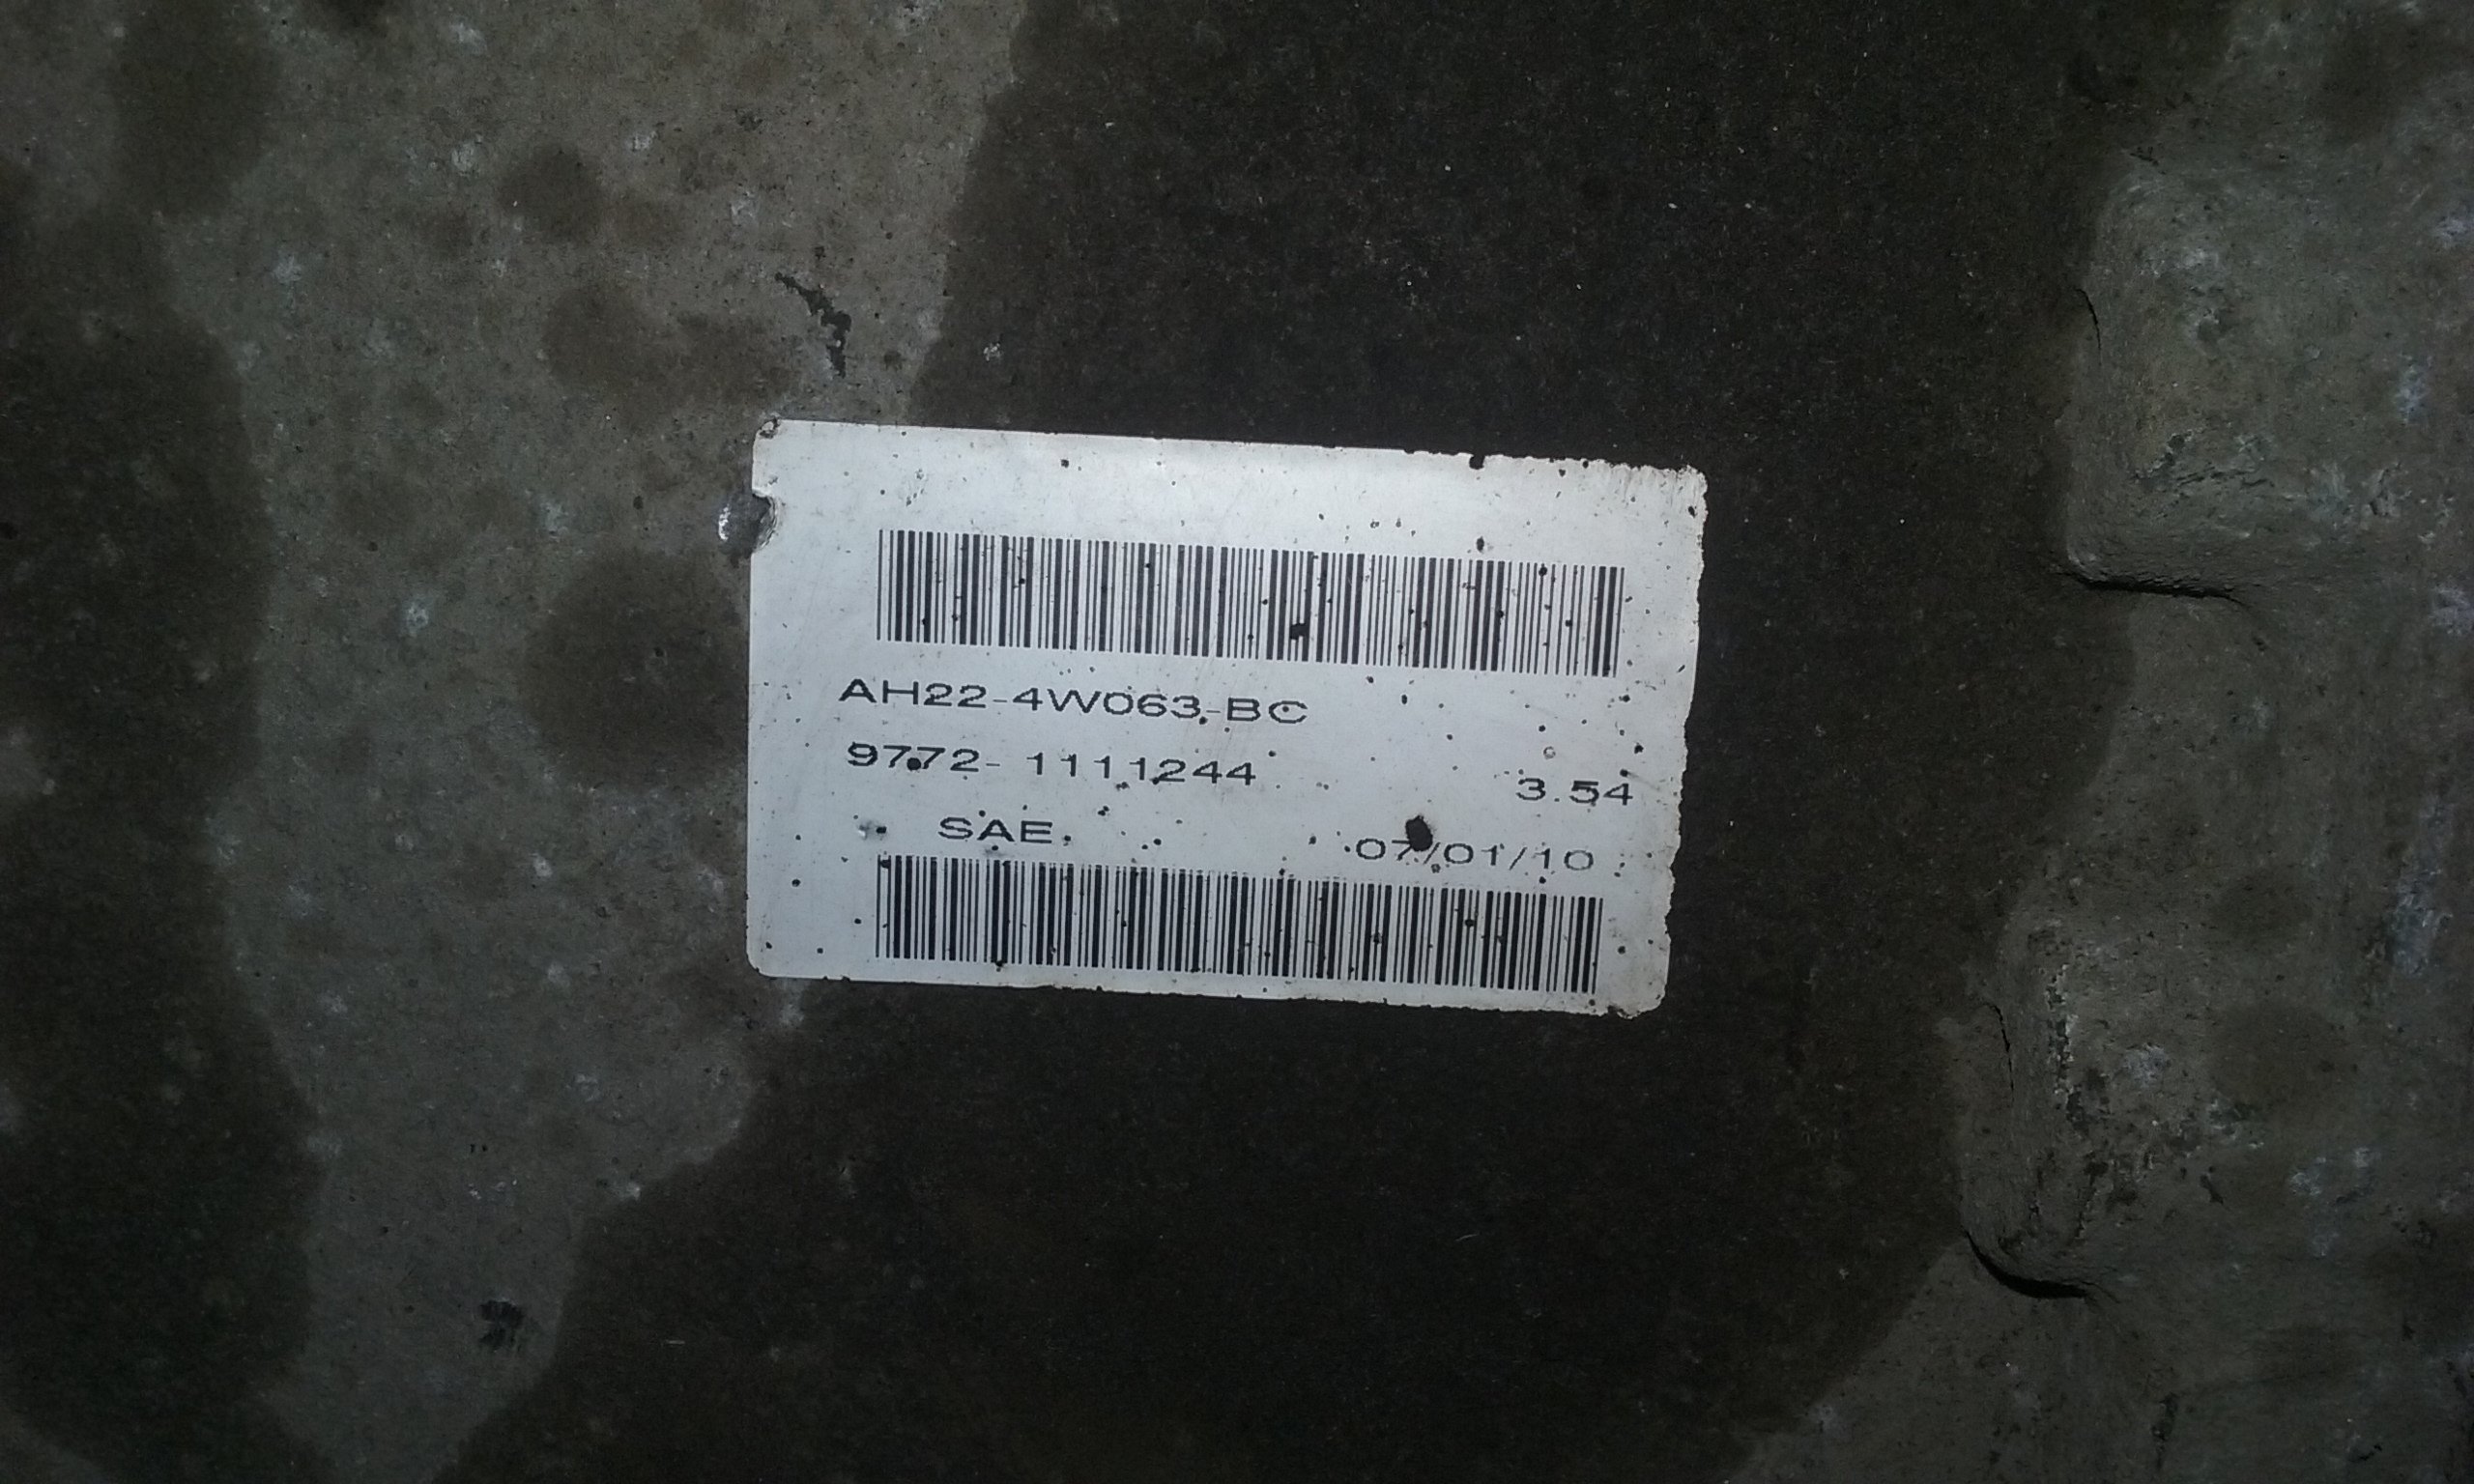 AH22-4W063-BC
9772- 1111244 3.54
SAE 07/01/10